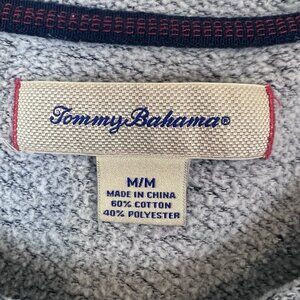 Tommy Bahama®
M/M
MADE IN CHINA
60% COTTON
40% POLYESTER